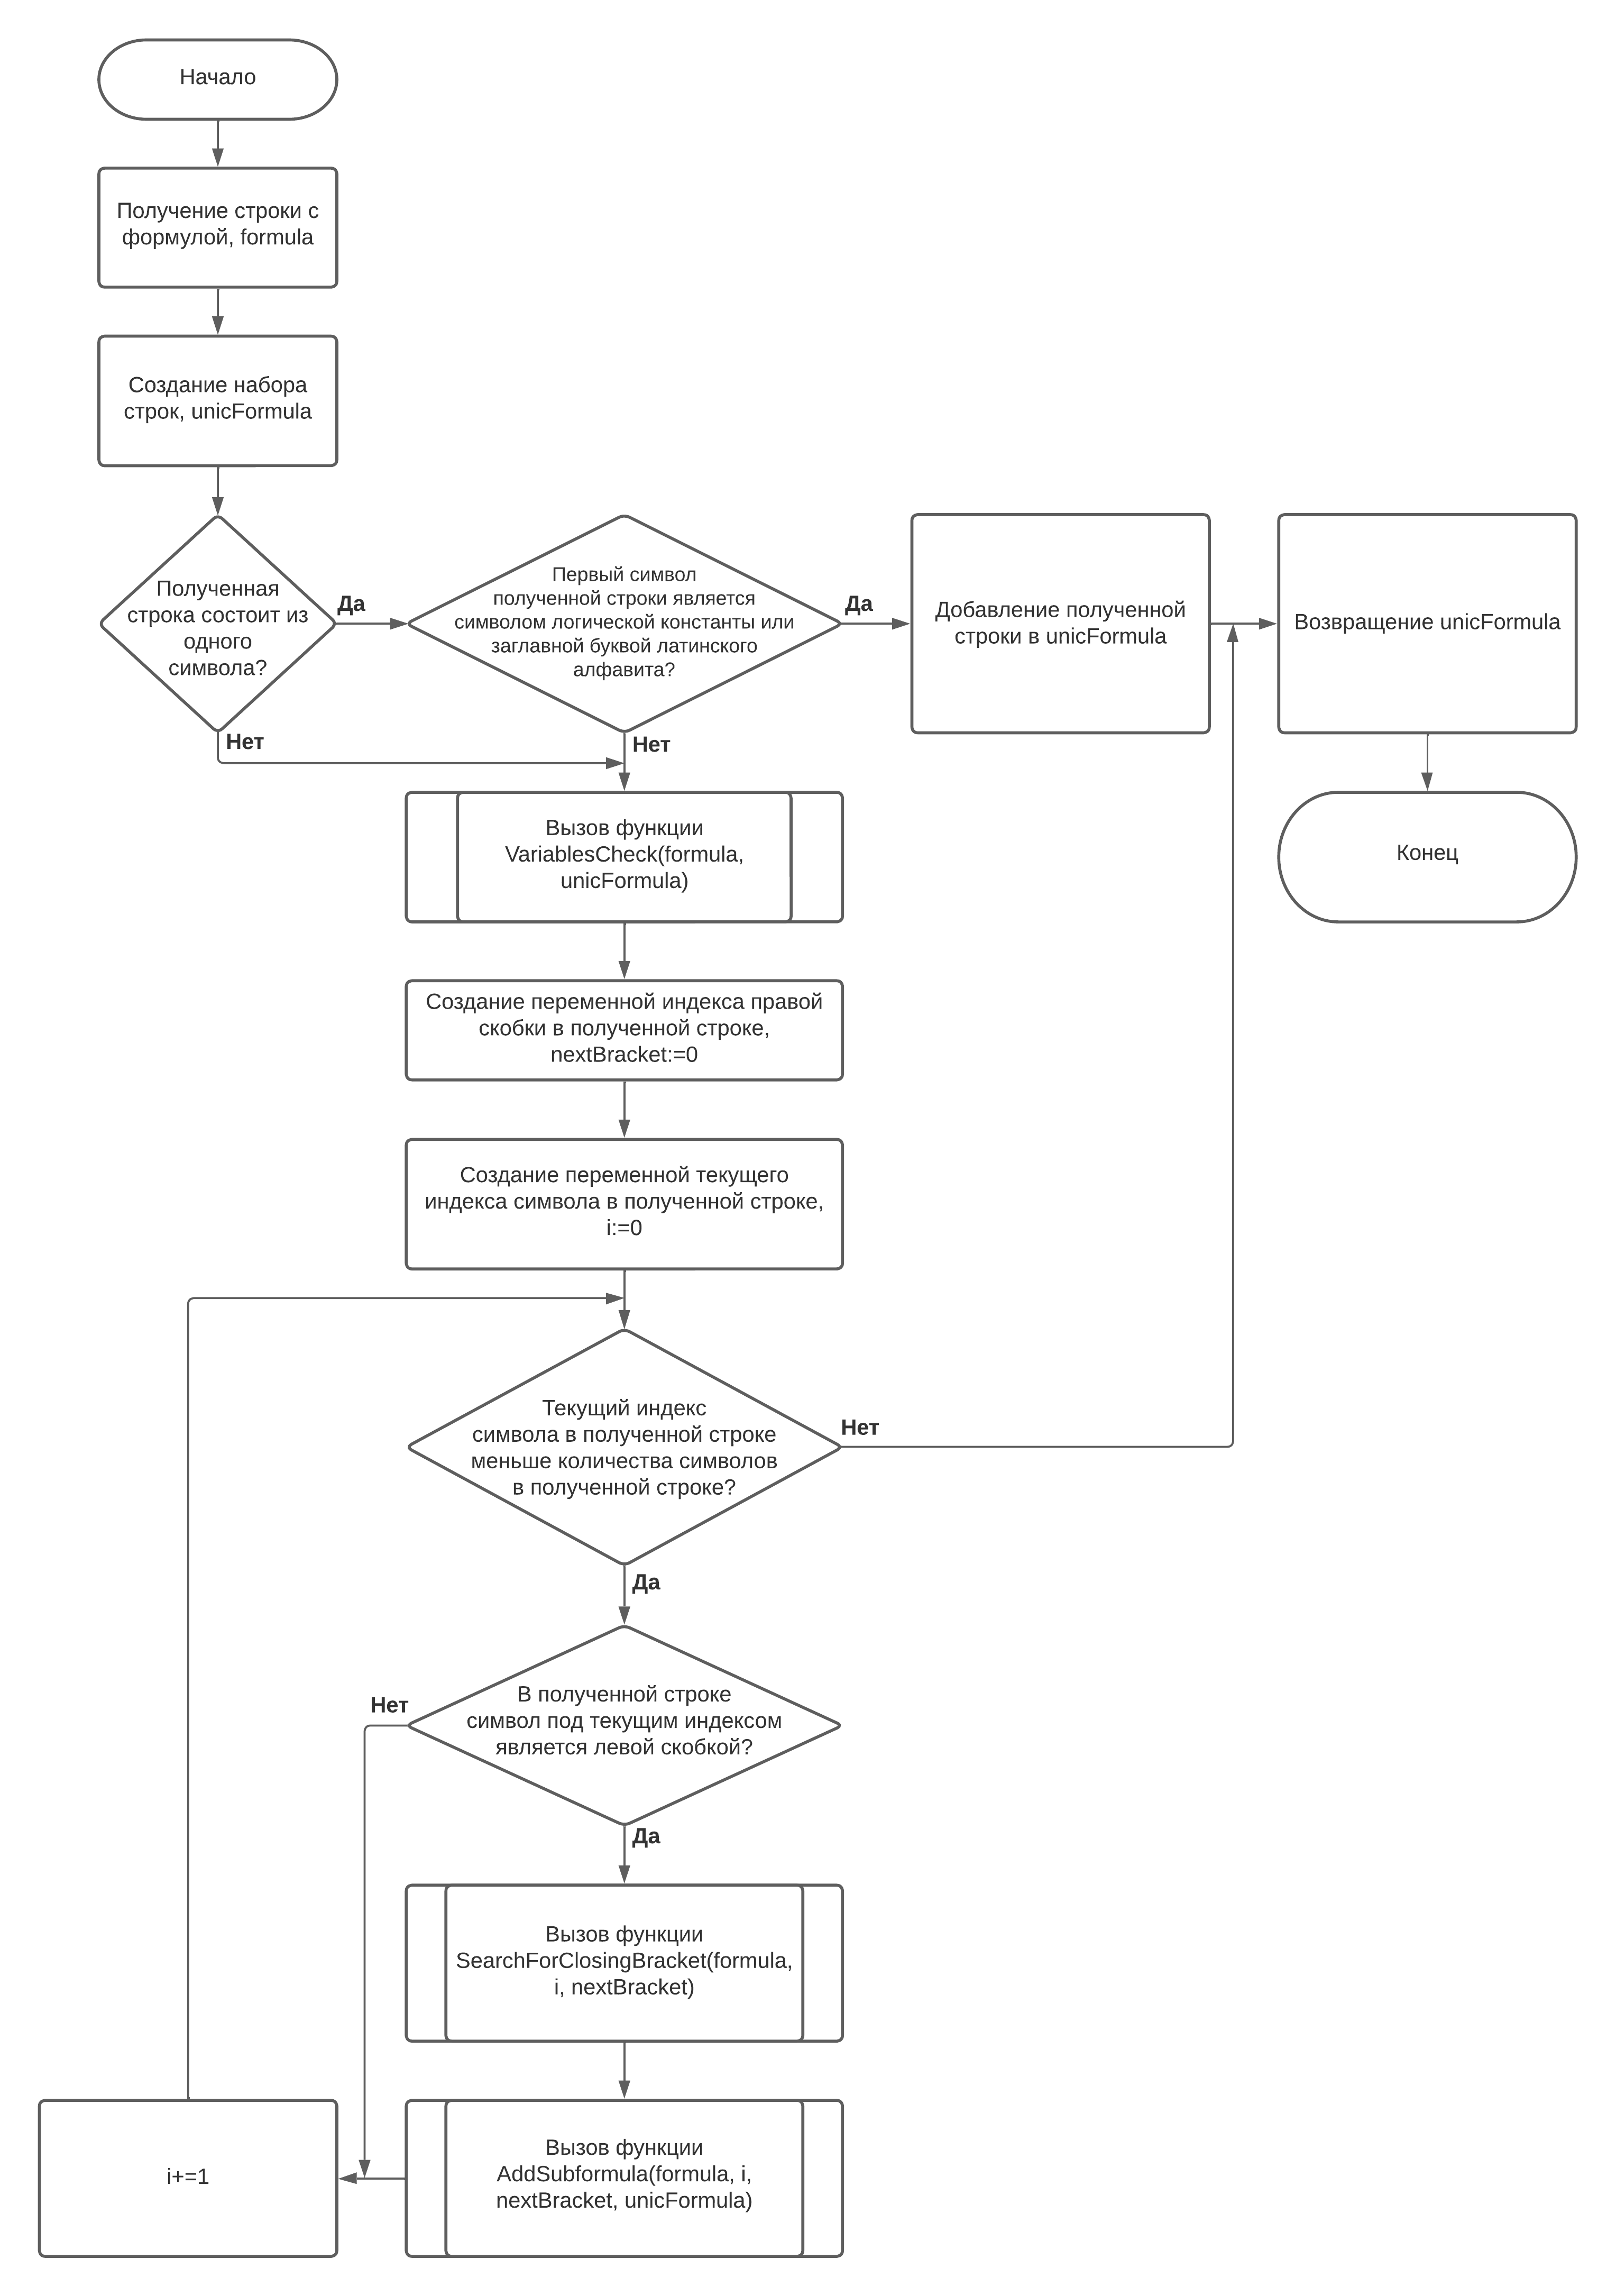 Начало
Получение строки с
формулой, formula
Создание набора
строк, unicFormula
Полученная
строка состоит из
одного
символа?
Да
Нет
Первый символ
полученной строки является
символом логической константы или
заглавной буквой латинского
алфавита?
Да
Нет
Добавление полученной
строки в unicFormula
Возвращение unicFormula
Конец
Вызов функции
VariablesCheck(formula,
unicFormula)
Создание переменной индекса правой
скобки в полученной строке,
nextBracket:=0
Создание переменной текущего
индекса символа в полученной строке,
i:=0
Текущий индекс
символа в полученной строке
меньше количества символов
в полученной строке?
Нет
Да
В полученной строке
символ под текущим индексом
является левой скобкой?
Нет
Да
Вызов функции
SearchForClosingBracket(formula,
i, nextBracket)
Вызов функции
AddSubformula(formula, i,
nextBracket, unicFormula)
i+=1